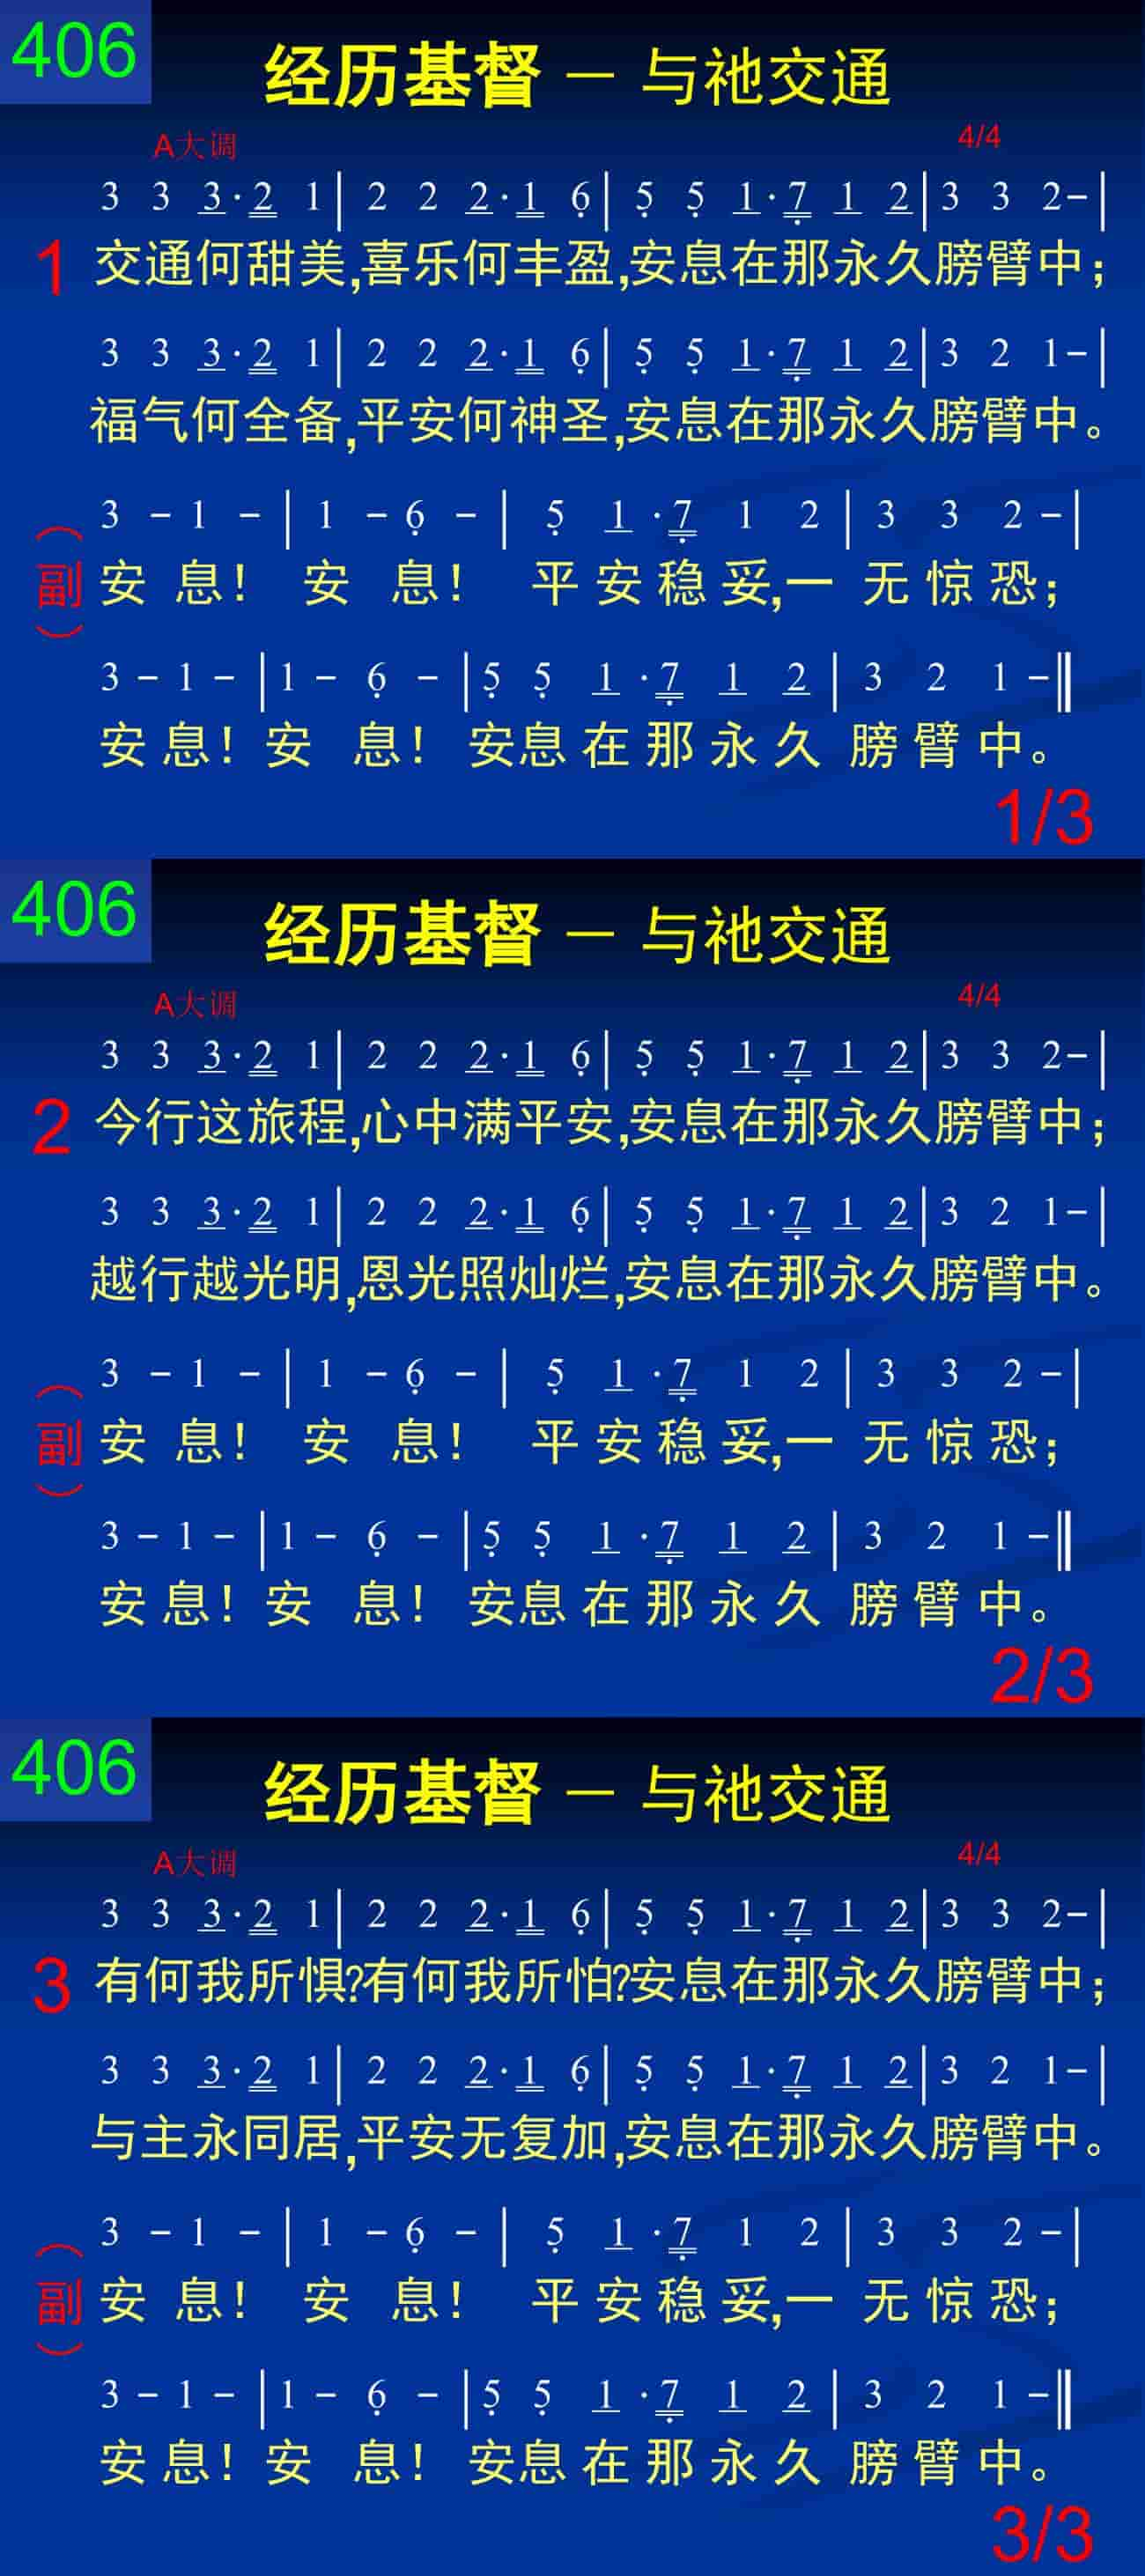 406
经历基督 — 与祂交通
A大调 4/4
3 3 3·2 1| 2 2 2·1 6̣| 5̣ 5̣ 1·7̣ 1 2|3 3 2-|
1 交通何甜美,喜乐何丰盈,安息在那永久膀臂中;
3 3 3·2 1| 2 2 2·1 6̣| 5̣ 5̣ 1·7̣ 1 2|3 2 1-|
福气何全备,平安何神圣,安息在那永久膀臂中。
3 - 1 - | 1 - 6̣ - | 5̣ 1·7̣ 1 2| 3 3 2-|
(副) 安息! 安息! 平安稳妥,一无惊恐;
3 - 1 - |1 - 6̣ - |5̣ 5̣ 1·7̣ 1 2| 3 2 1-‖
安息!安息! 安息在那永久膀臂中。
1/3
406
经历基督 — 与祂交通
A大调 4/4
3 3 3·2 1| 2 2 2·1 6̣| 5̣ 5̣ 1·7̣ 1 2|3 3 2-|
2 今行这旅程,心中满平安,安息在那永久膀臂中;
3 3 3·2 1| 2 2 2·1 6̣| 5̣ 5̣ 1·7̣ 1 2|3 2 1-|
越行越光明,恩光照灿烂,安息在那永久膀臂中。
3 - 1 - | 1 - 6̣ - | 5̣ 1·7̣ 1 2| 3 3 2-|
(副) 安息! 安息! 平安稳妥,一无惊恐;
3 - 1 - |1 - 6̣ - |5̣ 5̣ 1·7̣ 1 2| 3 2 1-‖
安息!安息! 安息在那永久膀臂中。
2/3
406
经历基督 — 与祂交通
A大调 4/4
3 3 3·2 1| 2 2 2·1 6̣| 5̣ 5̣ 1·7̣ 1 2|3 3 2-|
3 有何我所惧?有何我所怕?安息在那永久膀臂中;
3 3 3·2 1| 2 2 2·1 6̣| 5̣ 5̣ 1·7̣ 1 2|3 2 1-|
与主永同居,平安无复加,安息在那永久膀臂中。
3 - 1 - | 1 - 6̣ - | 5̣ 1·7̣ 1 2| 3 3 2-|
(副) 安息! 安息! 平安稳妥,一无惊恐;
3 - 1 - |1 - 6̣ - |5̣ 5̣ 1·7̣ 1 2| 3 2 1-‖
安息!安息! 安息在那永久膀臂中。
3/3